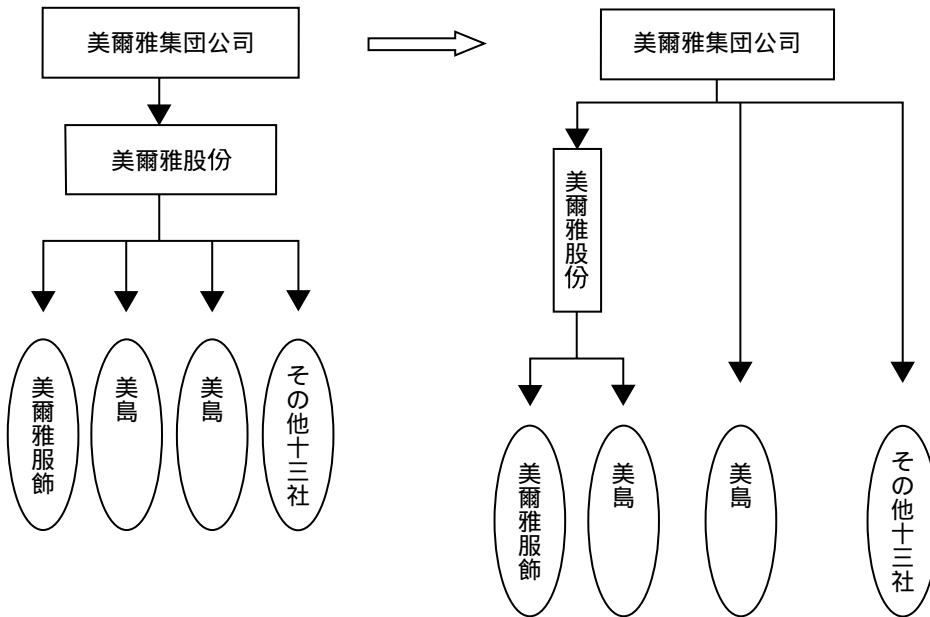 美爾雅集団公司
美爾雅股份
美爾雅服飾
美島
美島
その他十三社
美爾雅集団公司
美爾雅股份
美爾雅服飾
美島
美島
その他十三社